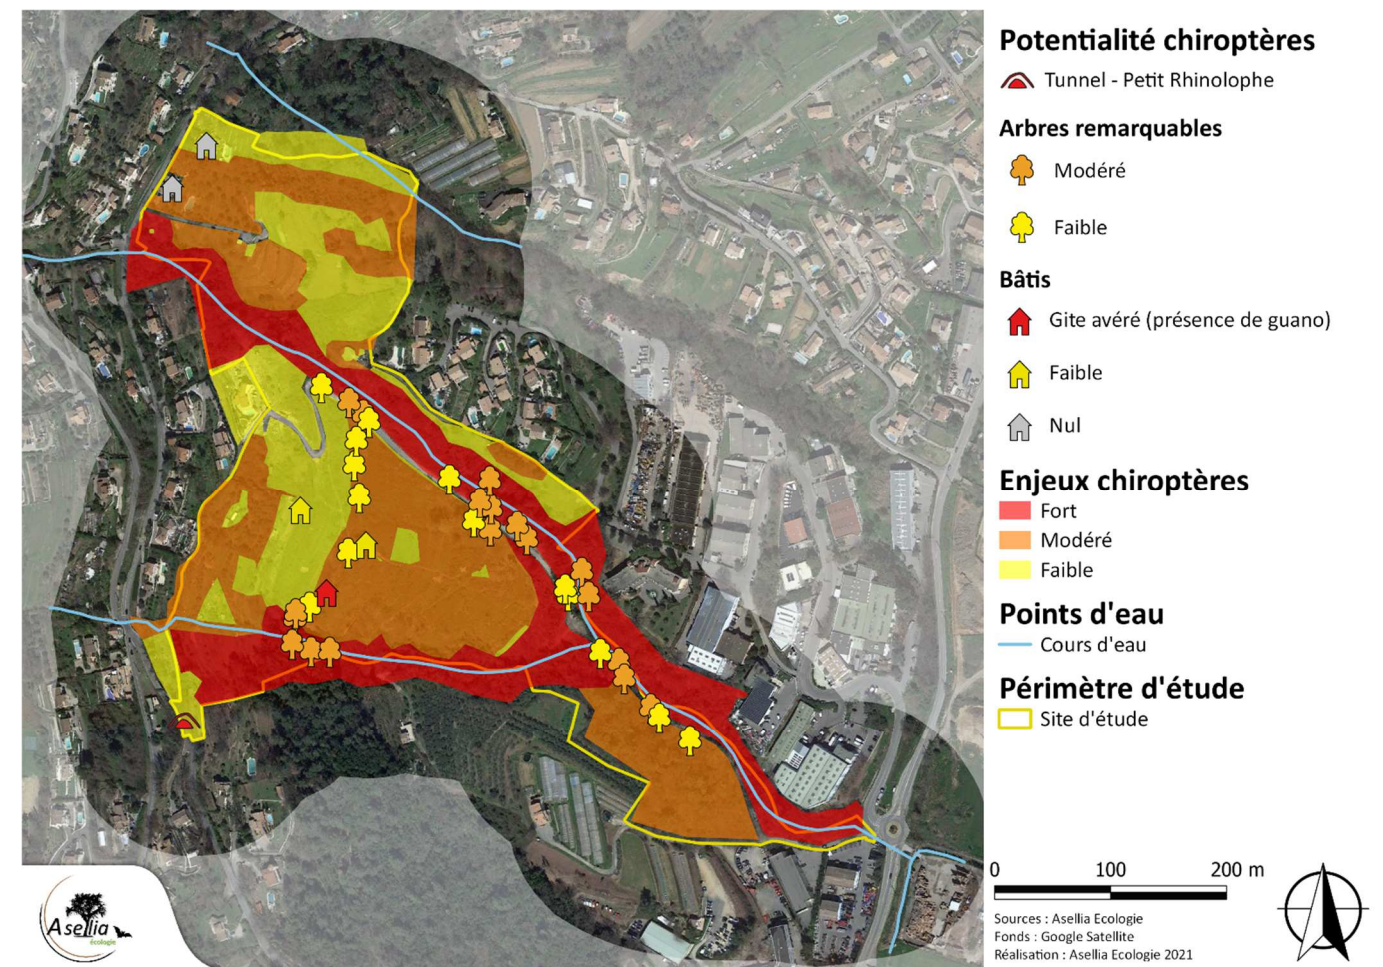 Potentialité chiroptères
Tunnel - Petit Rhinolophe
Arbres remarquables
Modéré
Faible
Bâtis
Gite avéré (présence de guano)
Faible
Nul
Enjeux chiroptères
Fort
Modéré
Faible
Points d'eau
Cours d'eau
Périmètre d'étude
Site d'étude
0 100 200 m
Sources : Asellia Ecologie
Fonds : Google Satellite
Réalisation : Asellia Ecologie 2021
Asellia
écologie